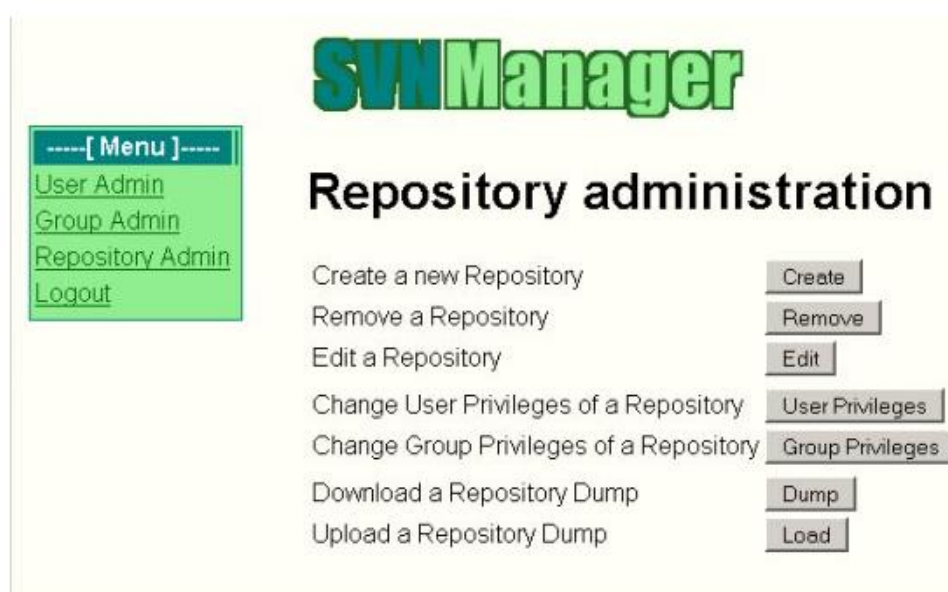 SVNManager
-----[ Menu ]-----
User Admin
Group Admin
Repository Admin
Logout
Repository administration
Create a new Repository Create
Remove a Repository Remove
Edit a Repository Edit
Change User Privileges of a Repository User Privileges
Change Group Privileges of a Repository Group Privileges
Download a Repository Dump Dump
Upload a Repository Dump Load